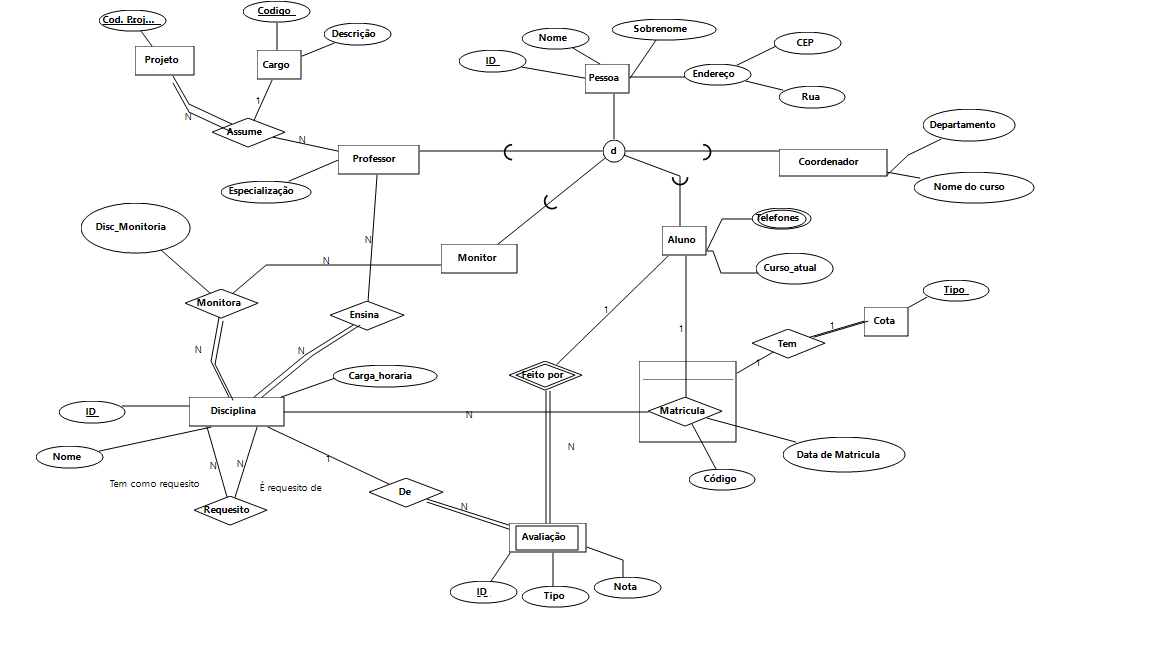 Cod. Proj...
Codigo
Descrição
Projeto
Cargo
1
N
Assume
N
Nome
Sobrenome
ID
Pessoa
Endereço
CEP
Rua
d
Professor
Especialização
Coordenador
Departamento
Nome do curso
Disc_Monitoria
N
N
Monitor
Aluno
Telefones
Curso_atual
Monitora
Ensina
N
N
1
1
Tipo
Cota
1
Tem
1
Feito por
Carga_horaria
ID
Disciplina
N
Matricula
Nome
N
N
1
N
Data de Matricula
Código
Tem como requesito
É requesito de
Requesito
De
N
Avaliação
ID
Tipo
Nota